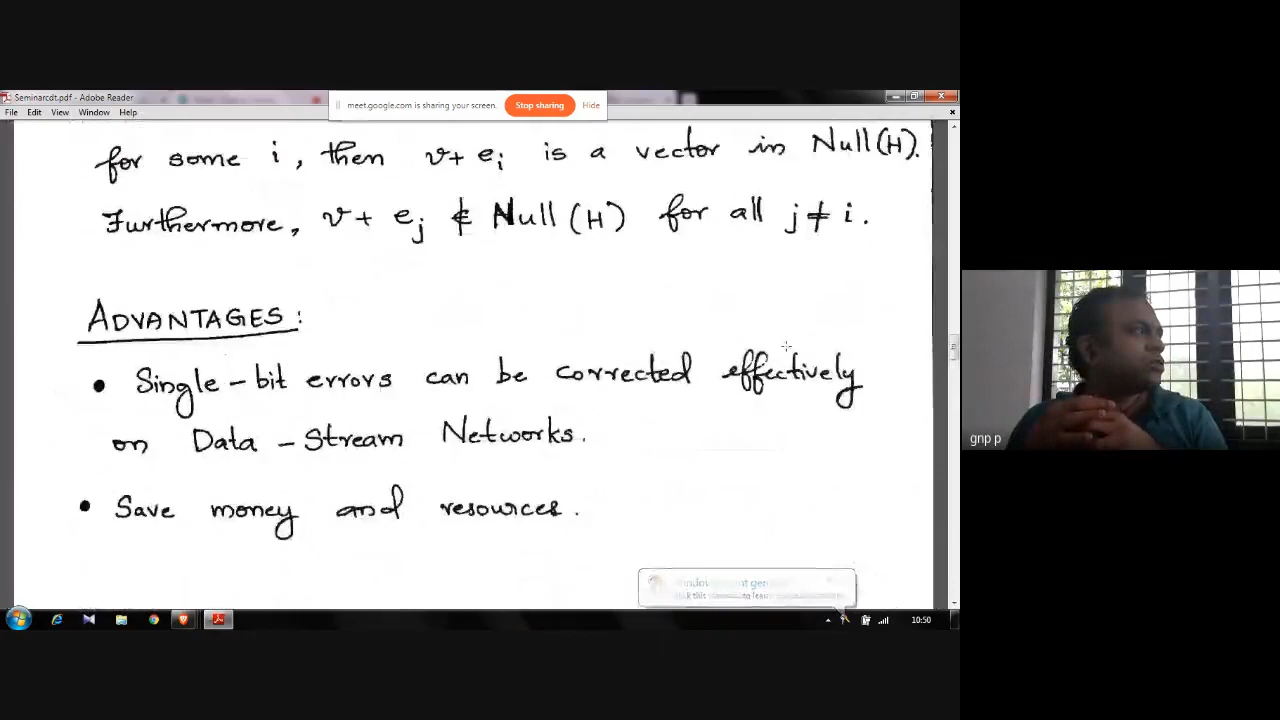 Seminarcdt.pdf - Adobe Reader
File Edit View Window Help
meet.google.com is sharing your screen. Stop sharing Hide
for some i, then v+ e_i is a vector in Null(H).
Furthermore, v+ e_j ∉ Null(H) for all j≠i.
ADVANTAGES:
• Single-bit errors can be corrected effectively
on Data-Stream Networks.
• Save money and resources.
gnp p
10:50